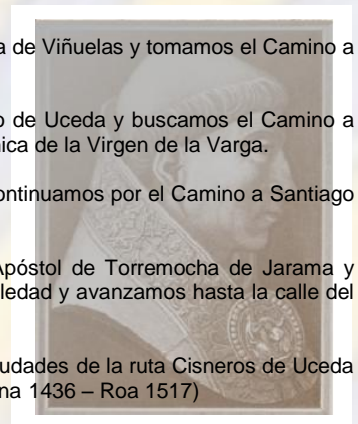 a de Viñuelas y tomamos el Camino a
o de Uceda y buscamos el Camino a
nica de la Virgen de la Varga.
ontinuamos por el Camino a Santiago
Apóstol de Torremocha de Jarama y
ledad y avanzamos hasta la calle del
iudades de la ruta Cisneros de Uceda
na 1436 – Roa 1517)